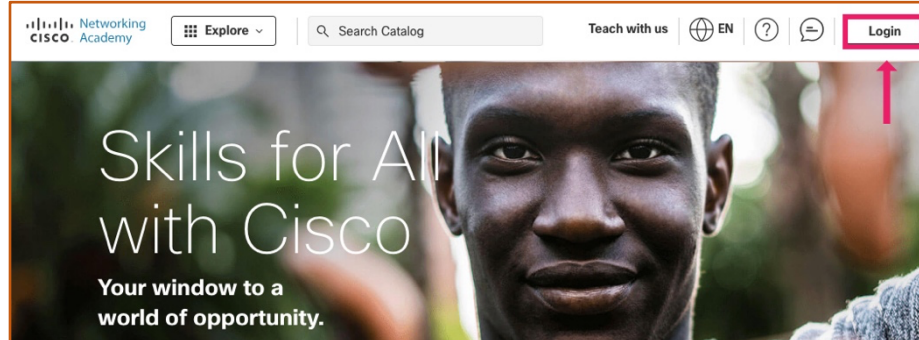 Networking
CISCO Academy
Explore
Search Catalog
Teach with us
EN
?
Login
Skills for All
with Cisco
Your window to a
world of opportunity.